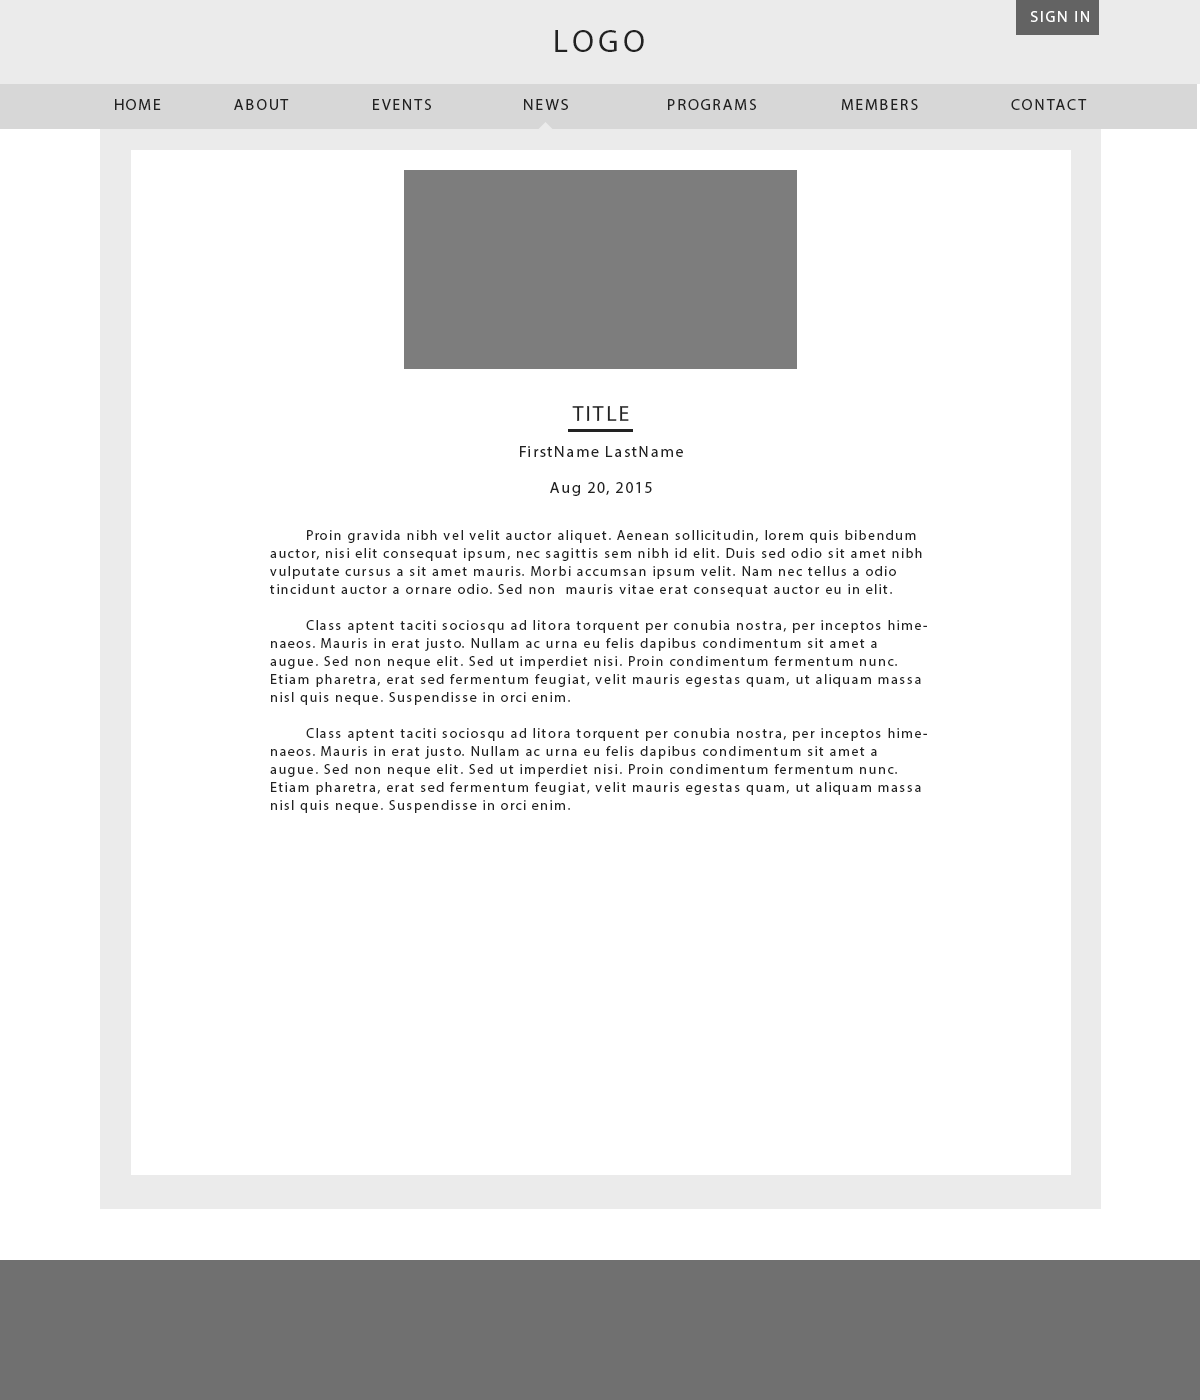 SIGN IN
LOGO
HOME ABOUT EVENTS NEWS PROGRAMS MEMBERS CONTACT
TITLE
FirstName LastName
Aug 20, 2015
Proin gravida nibh vel velit auctor aliquet. Aenean sollicitudin, lorem quis bibendum
auctor, nisi elit consequat ipsum, nec sagittis sem nibh id elit. Duis sed odio sit amet nibh
vulputate cursus a sit amet mauris. Morbi accumsan ipsum velit. Nam nec tellus a odio
tincidunt auctor a ornare odio. Sed non  mauris vitae erat consequat auctor eu in elit.
Class aptent taciti sociosqu ad litora torquent per conubia nostra, per inceptos hime-
naeos. Mauris in erat justo. Nullam ac urna eu felis dapibus condimentum sit amet a
augue. Sed non neque elit. Sed ut imperdiet nisi. Proin condimentum fermentum nunc.
Etiam pharetra, erat sed fermentum feugiat, velit mauris egestas quam, ut aliquam massa
nisl quis neque. Suspendisse in orci enim.
Class aptent taciti sociosqu ad litora torquent per conubia nostra, per inceptos hime-
naeos. Mauris in erat justo. Nullam ac urna eu felis dapibus condimentum sit amet a
augue. Sed non neque elit. Sed ut imperdiet nisi. Proin condimentum fermentum nunc.
Etiam pharetra, erat sed fermentum feugiat, velit mauris egestas quam, ut aliquam massa
nisl quis neque. Suspendisse in orci enim.